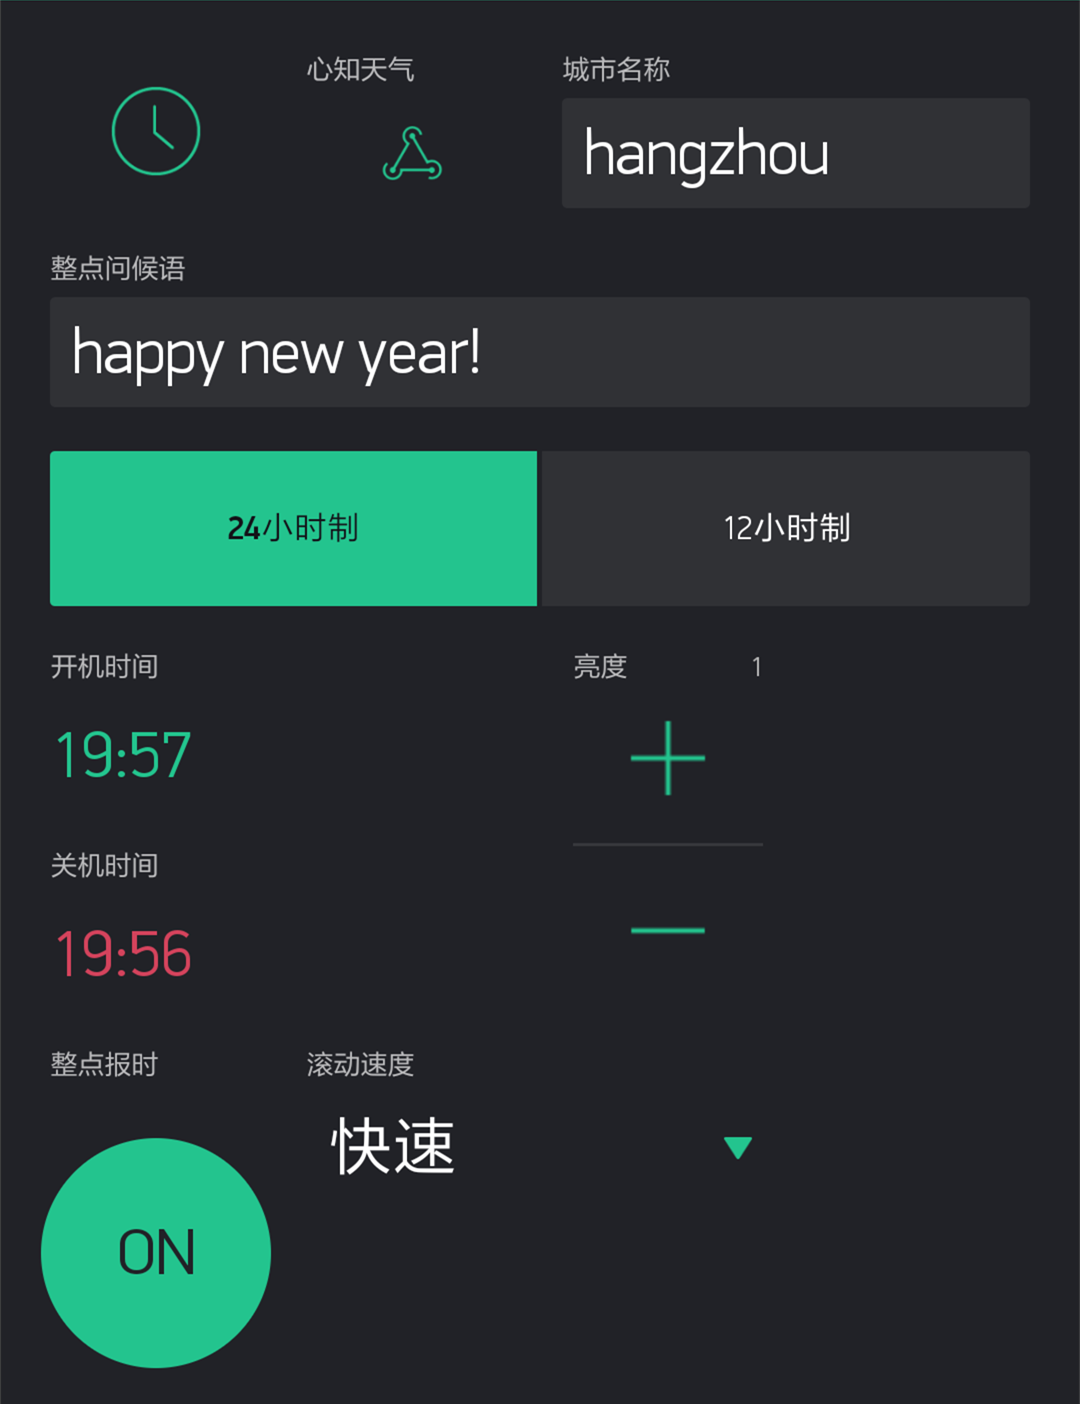 心知天气
城市名称
hangzhou
整点问候语
happy new year!
24小时制
12小时制
开机时间
亮度
1
19:57
关机时间
19:56
整点报时
滚动速度
快速
ON